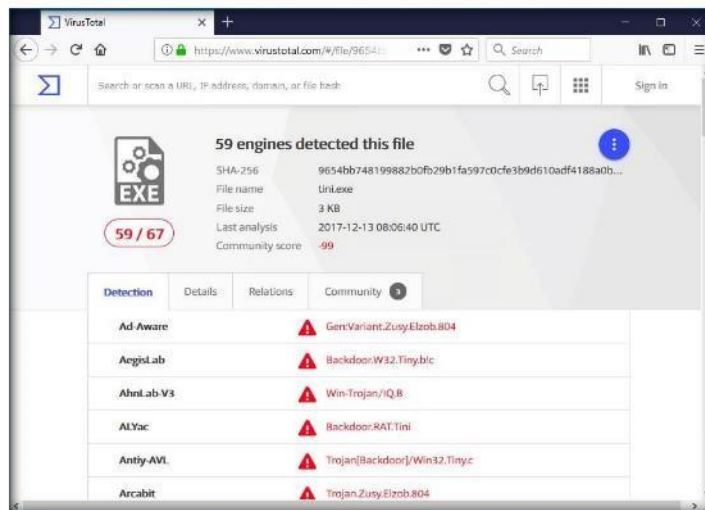 VirusTotal
https://www.virustotal.com/#/file/9654b
Search
Search or scan a URL, IP address, domain, or file hash
Sign in
EXE
59 / 67
59 engines detected this file
SHA-256 9654bb748199882b0fb29b1fa597c0cfe3b9d610adf4188a0b...
File name tini.exe
File size 3 KB
Last analysis 2017-12-13 08:06:40 UTC
Community score -99
Detection Details Relations Community 3
Ad-Aware Gen:Variant.Zusy.Elzob.804
AegisLab Backdoor.W32.Tiny.b!c
AhnLab-V3 Win-Trojan/IQ.B
ALYac Backdoor.RAT.Tini
Antiy-AVL Trojan[Backdoor]/Win32.Tiny.c
Arcabit Trojan.Zusy.Elzob.804